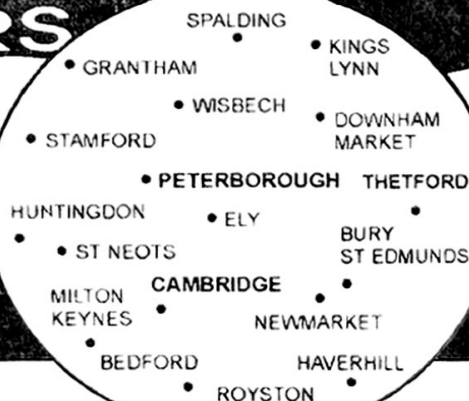 RS
SPALDING
KINGS
LYNN
GRANTHAM
WISBECH
DOWNHAM
MARKET
STAMFORD
PETERBOROUGH
THETFORD
HUNTINGDON
ELY
BURY
ST EDMUNDS
ST NEOTS
CAMBRIDGE
MILTON
KEYNES
NEWMARKET
BEDFORD
HAVERHILL
ROYSTON